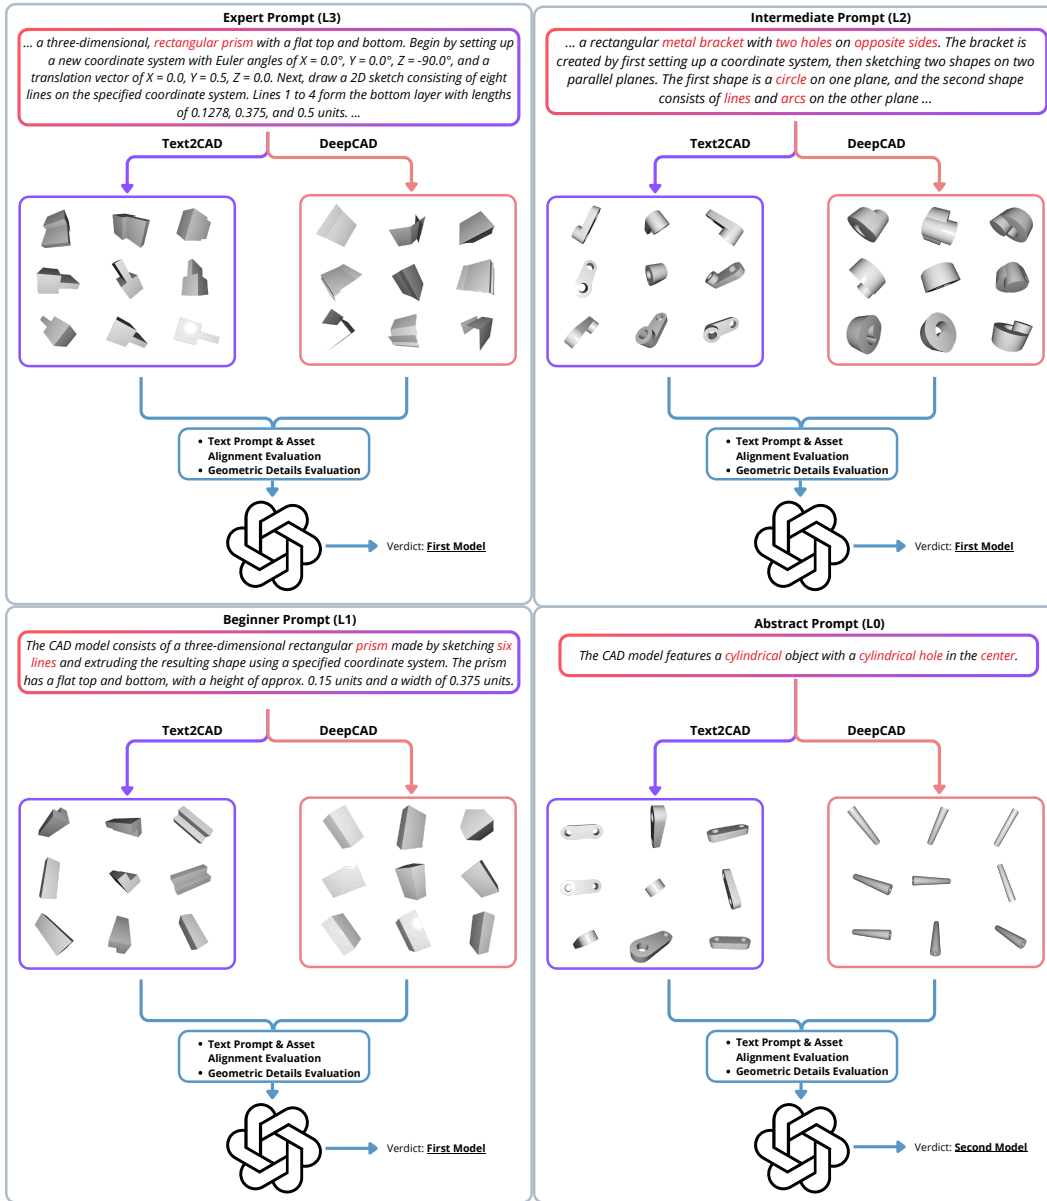 Expert Prompt (L3)
... a three-dimensional, rectangular prism with a flat top and bottom. Begin by setting up
a new coordinate system with Euler angles of X = 0.0°, Y = 0.0°, Z = -90.0°, and a
translation vector of X = 0.0, Y = 0.5, Z = 0.0. Next, draw a 2D sketch consisting of eight
lines on the specified coordinate system. Lines 1 to 4 form the bottom layer with lengths
of 0.1278, 0.375, and 0.5 units. ...
Text2CAD
DeepCAD
• Text Prompt & Asset
Alignment Evaluation
• Geometric Details Evaluation
Verdict: First Model
Intermediate Prompt (L2)
... a rectangular metal bracket with two holes on opposite sides. The bracket is
created by first setting up a coordinate system, then sketching two shapes on two
parallel planes. The first shape is a circle on one plane, and the second shape
consists of lines and arcs on the other plane ...
Text2CAD
DeepCAD
• Text Prompt & Asset
Alignment Evaluation
• Geometric Details Evaluation
Verdict: First Model
Beginner Prompt (L1)
The CAD model consists of a three-dimensional rectangular prism made by sketching six
lines and extruding the resulting shape using a specified coordinate system. The prism
has a flat top and bottom, with a height of approx. 0.15 units and a width of 0.375 units.
Text2CAD
DeepCAD
• Text Prompt & Asset
Alignment Evaluation
• Geometric Details Evaluation
Verdict: First Model
Abstract Prompt (L0)
The CAD model features a cylindrical object with a cylindrical hole in the center.
Text2CAD
DeepCAD
• Text Prompt & Asset
Alignment Evaluation
• Geometric Details Evaluation
Verdict: Second Model